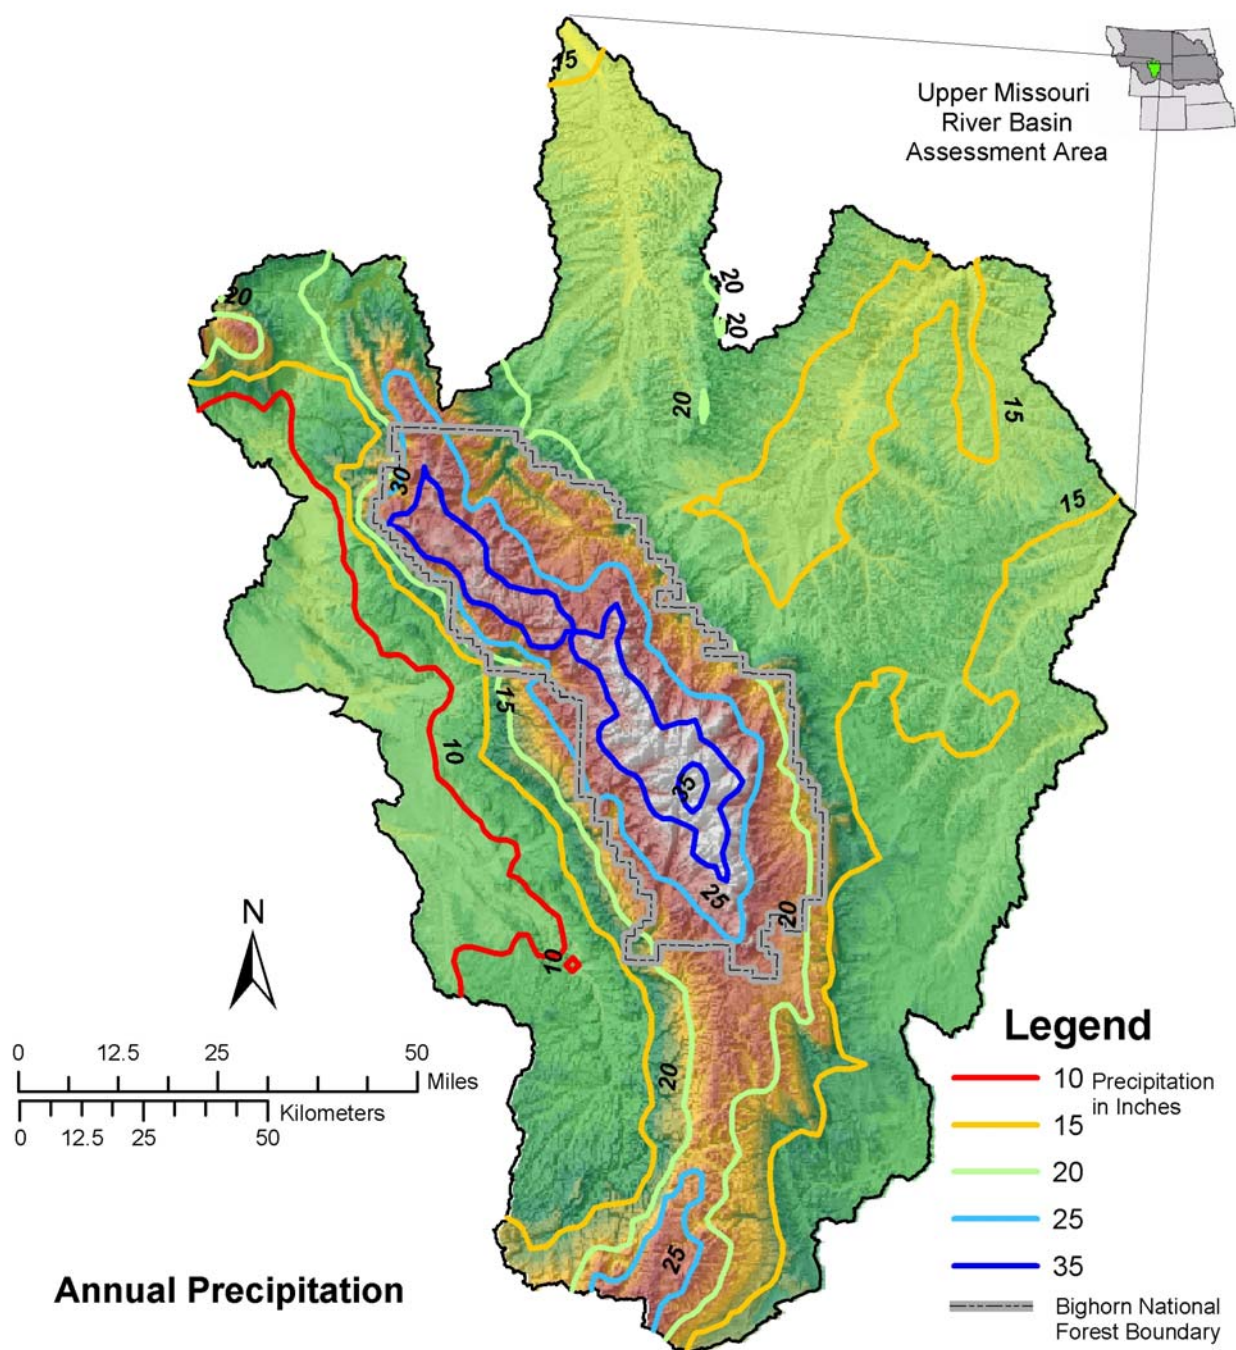 Upper Missouri
River Basin
Assessment Area
15
20
20
20
20
15
15
30
15
10
35
25
20
10
20
25
N
0 12.5 25 50
Miles
Kilometers
0 12.5 25 50
Annual Precipitation
Legend
10 Precipitation
in Inches
15
20
25
35
Bighorn National
Forest Boundary